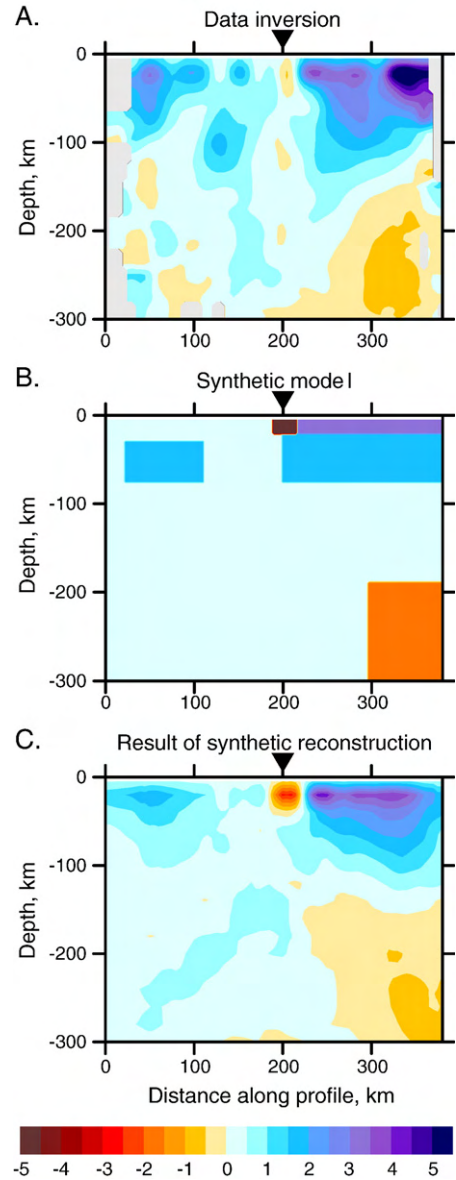 A.
Data inversion
0
-100
-200
-300
Depth, km
0 100 200 300
B.
Synthetic model
0
-100
-200
-300
Depth, km
0 100 200 300
C.
Result of synthetic reconstruction
0
-100
-200
-300
Depth, km
0 100 200 300
Distance along profile, km
-5 -4 -3 -2 -1 0 1 2 3 4 5